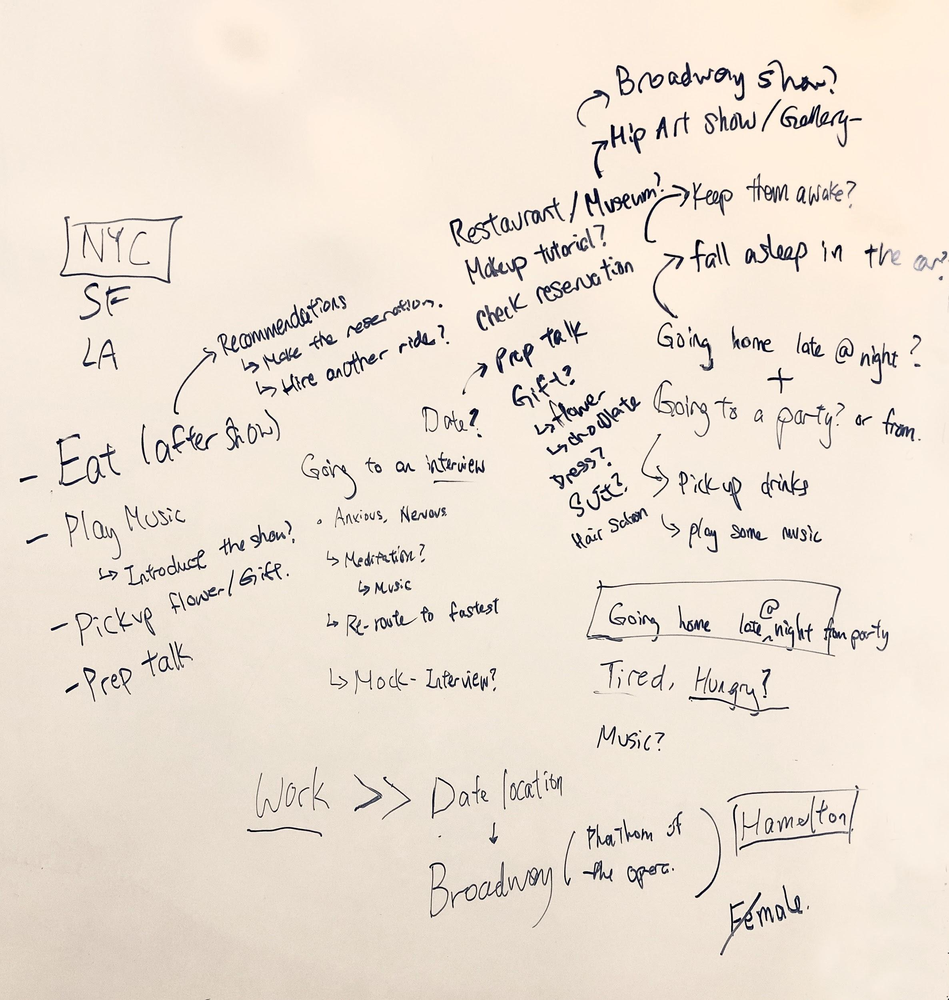 Broadway show?
Hip Art show/Gallery
Restaurant/Museum?
Keep them awake?
Makeup tutorial?
fall asleep in the car?
check reservation
NYC
SF
LA
Recommendations
↳ Make the reservation.
↳ Hire another ride?
Prep talk
Going home late @ night?
+
Gift?
↳ flower
↳ chocolate
Dress?
Suit?
Hair Salon
Going to a party? or from.
↳ Pick up drinks
↳ play some music
Date?
Going to an interview
• Anxious, Nervous
↳ Meditation?
↳ Music
↳ Re-route to fastest
↳ Mock-Interview?
- Eat (after show)
- Play Music
↳ Introduce the show?
- Pickup flower/Gift.
- Prep talk
Going home late @ night from party
Tired, Hungry?
Music?
Work >> Date location
↓
Broadway (Phathom of
the opera.)
Hamelton
Female.